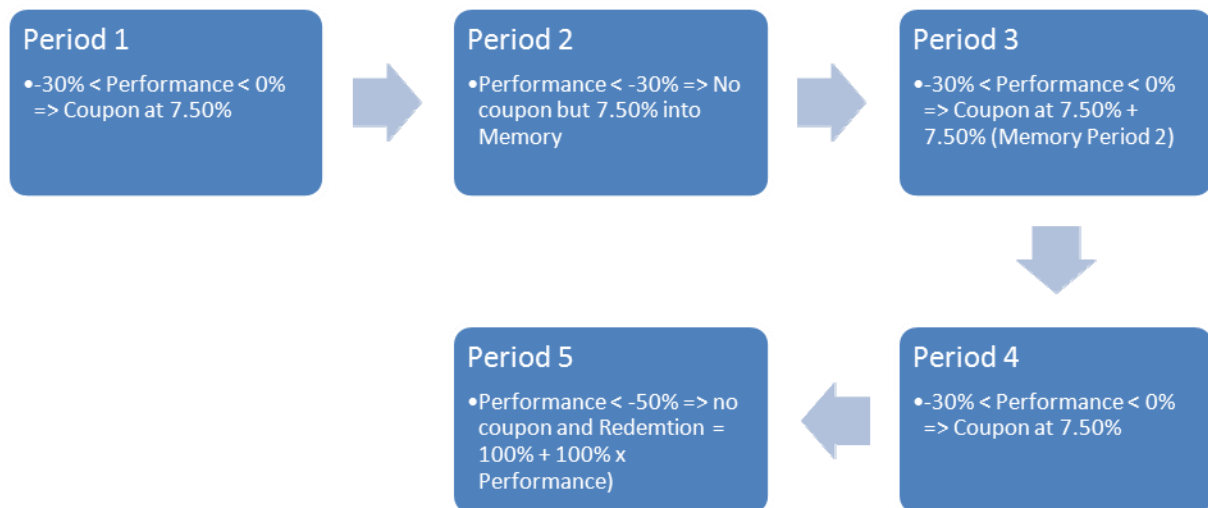 Period 1
•-30% < Performance < 0%
=> Coupon at 7.50%
Period 2
•Performance < -30% => No
coupon but 7.50% into
Memory
Period 3
•-30% < Performance < 0%
=> Coupon at 7.50% +
7.50% (Memory Period 2)
Period 4
•-30% < Performance < 0%
=> Coupon at 7.50%
Period 5
•Performance < -50% => no
coupon and Redemtion =
100% + 100% x
Performance)